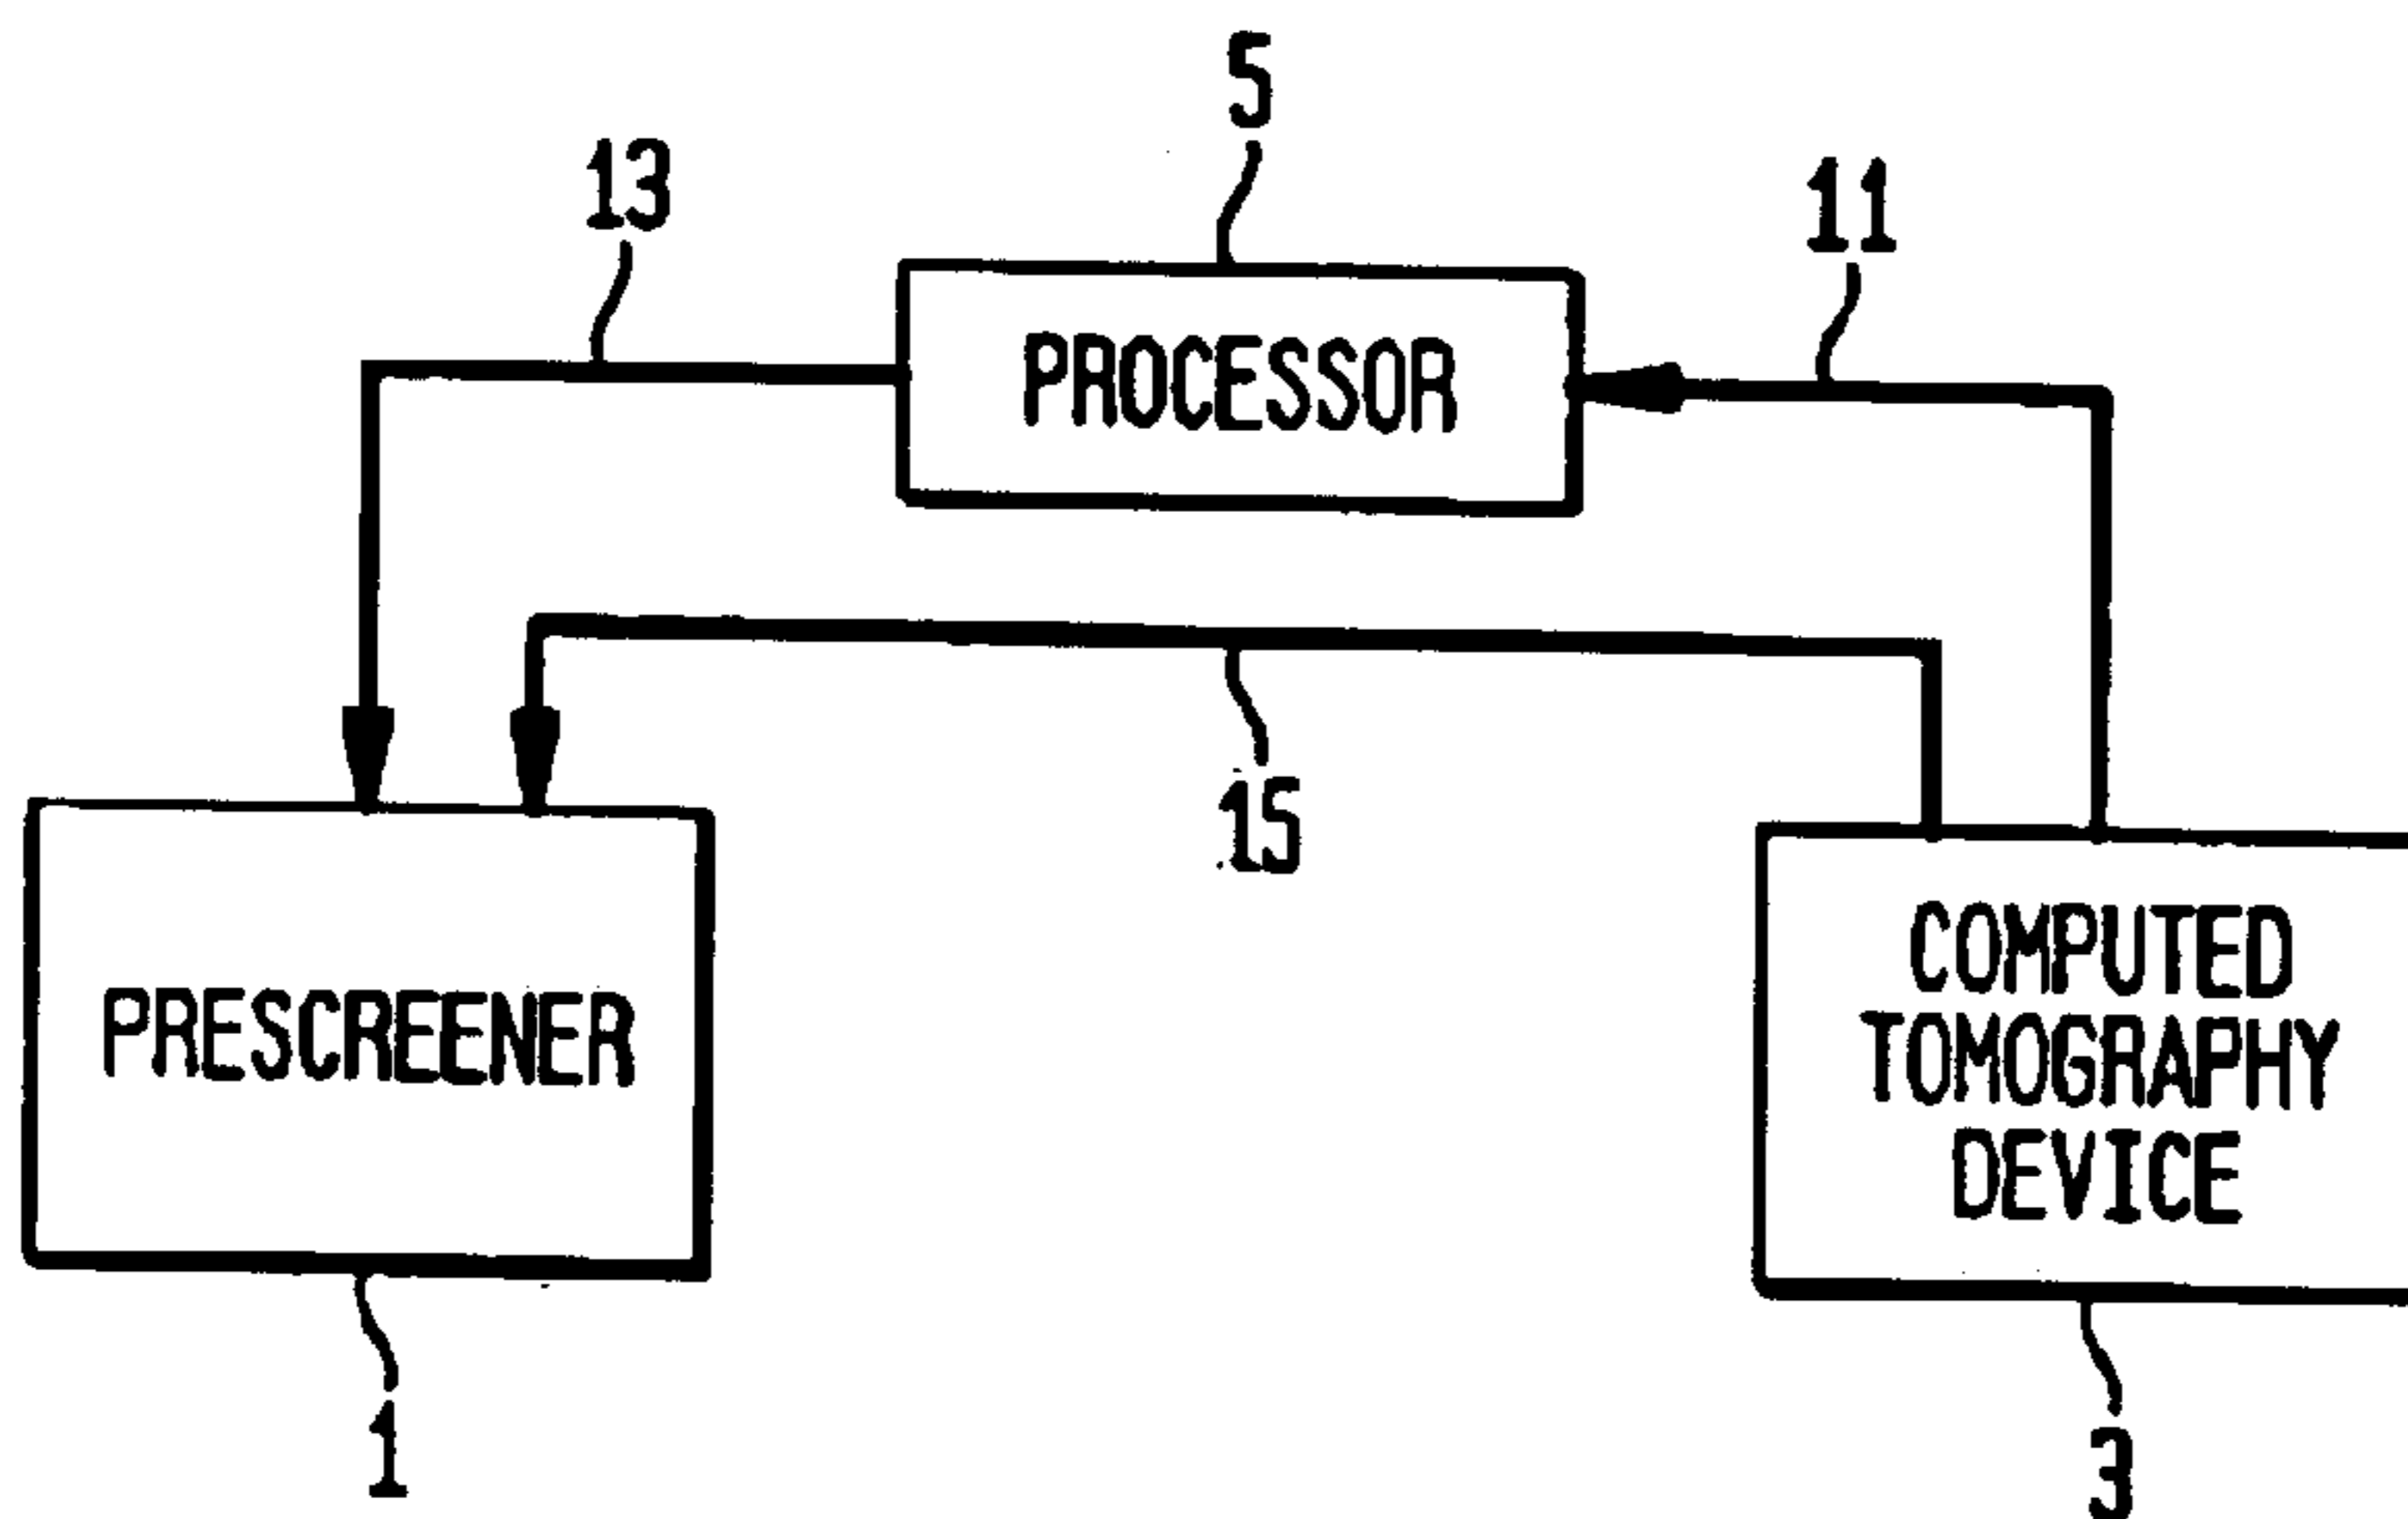 5
13
11
PROCESSOR
15
PRESCREENER
COMPUTED
TOMOGRAPHY
DEVICE
1
3